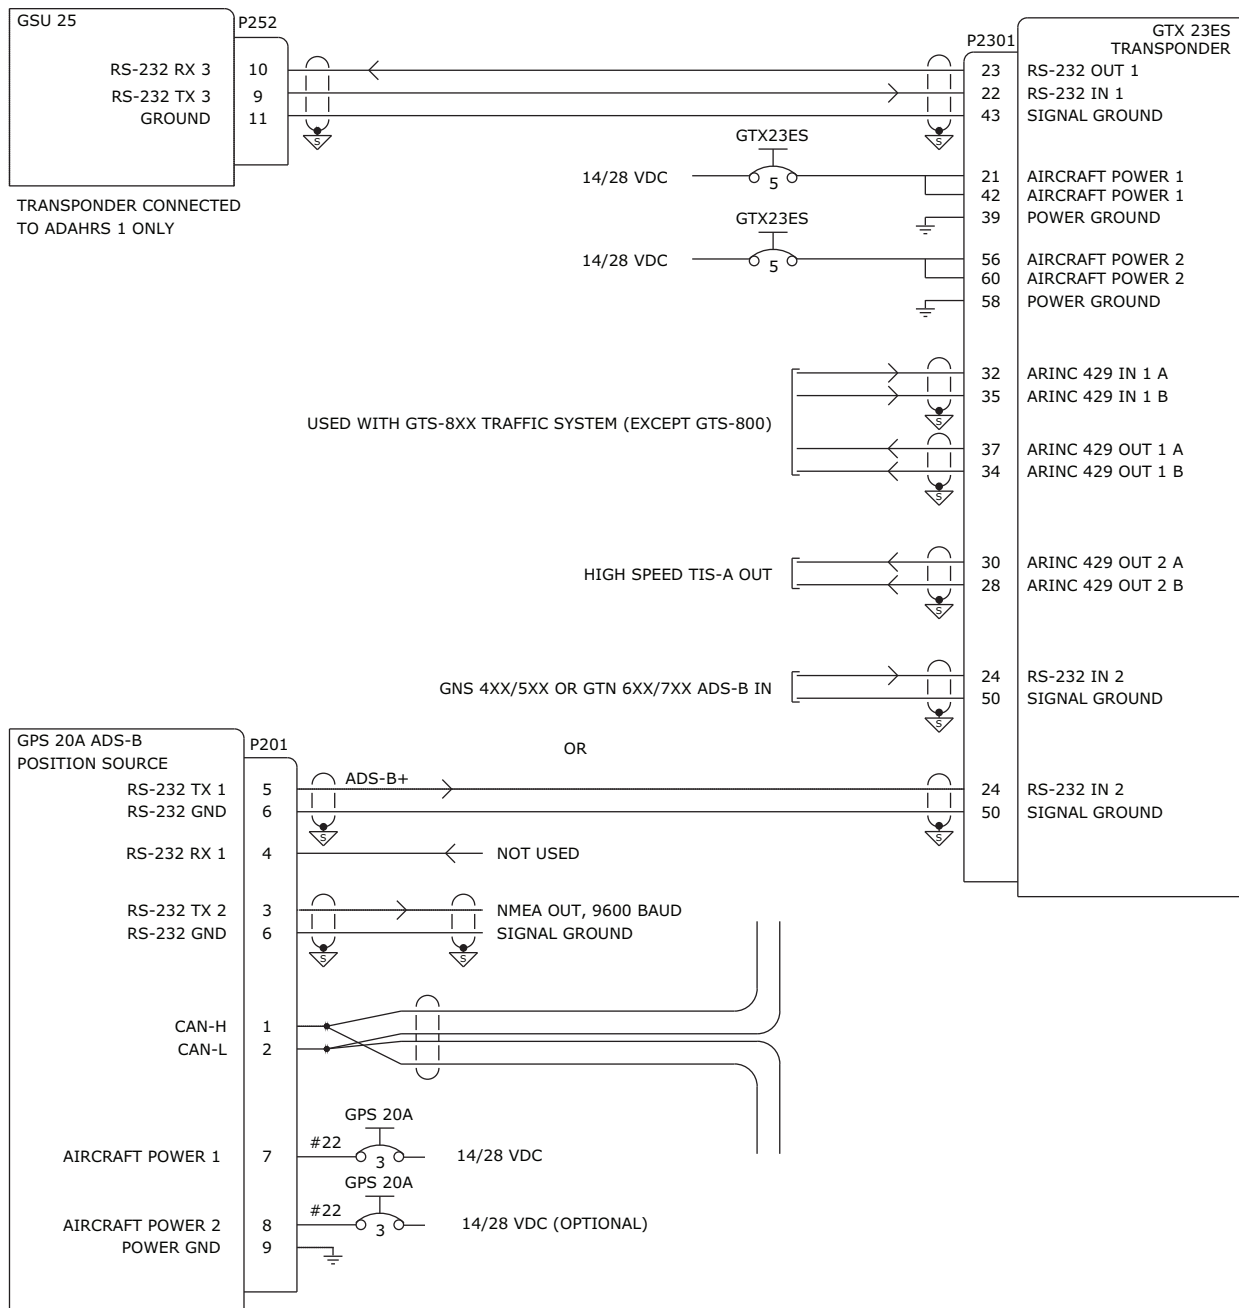 GSU 25
P252
RS-232 RX 3 10
RS-232 TX 3 9
GROUND 11
S
TRANSPONDER CONNECTED
TO ADAHRS 1 ONLY
GTX 23ES
TRANSPONDER
P2301
23 RS-232 OUT 1
22 RS-232 IN 1
43 SIGNAL GROUND
S
GTX23ES
14/28 VDC 5
21 AIRCRAFT POWER 1
42 AIRCRAFT POWER 1
39 POWER GROUND
GTX23ES
14/28 VDC 5
56 AIRCRAFT POWER 2
60 AIRCRAFT POWER 2
58 POWER GROUND
USED WITH GTS-8XX TRAFFIC SYSTEM (EXCEPT GTS-800)
32 ARINC 429 IN 1 A
35 ARINC 429 IN 1 B
S
37 ARINC 429 OUT 1 A
34 ARINC 429 OUT 1 B
S
HIGH SPEED TIS-A OUT
30 ARINC 429 OUT 2 A
28 ARINC 429 OUT 2 B
S
GNS 4XX/5XX OR GTN 6XX/7XX ADS-B IN
24 RS-232 IN 2
50 SIGNAL GROUND
S
OR
24 RS-232 IN 2
50 SIGNAL GROUND
S
GPS 20A ADS-B
POSITION SOURCE
P201
RS-232 TX 1 5 ADS-B+
RS-232 GND 6
S
RS-232 RX 1 4 NOT USED
RS-232 TX 2 3 NMEA OUT, 9600 BAUD
RS-232 GND 6 SIGNAL GROUND
S S
CAN-H 1
CAN-L 2
GPS 20A
AIRCRAFT POWER 1 7 #22 3 14/28 VDC
GPS 20A
AIRCRAFT POWER 2 8 #22 3 14/28 VDC (OPTIONAL)
POWER GND 9